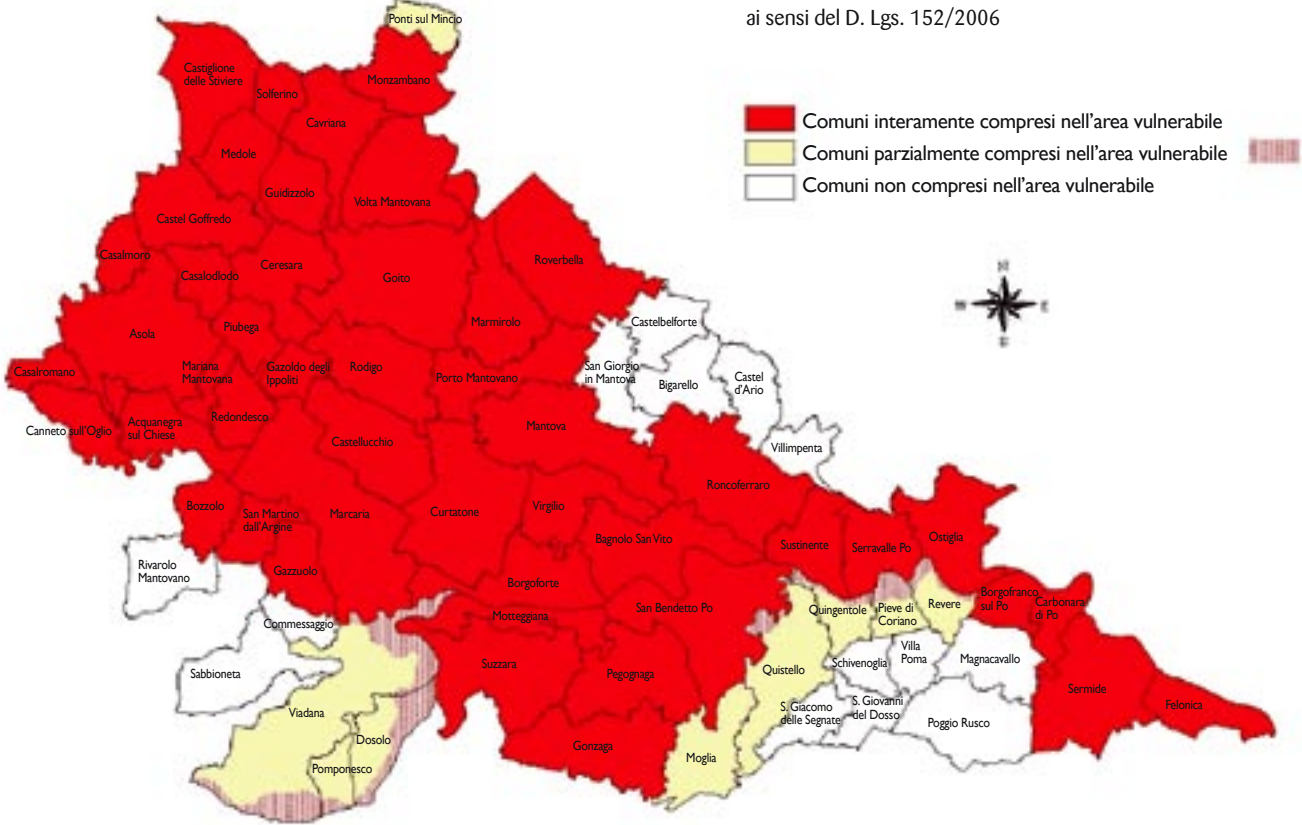 ai sensi del D. Lgs. 152/2006
Comuni interamente compresi nell'area vulnerabile
Comuni parzialmente compresi nell'area vulnerabile
Comuni non compresi nell'area vulnerabile
N
W
E
S
Ponti sul Mincio
Castiglione
delle Stiviere
Solferino
Monzambano
Cavriana
Medole
Guidizzolo
Volta Mantovana
Castel Goffredo
Casalmoro
Casalodlodo
Ceresara
Goito
Roverbella
Asola
Piubega
Marmirolo
Castelbelforte
Casalromano
Mariana
Mantovana
Gazoldo degli
Ippoliti
Rodigo
Porto Mantovano
San Giorgio
in Mantova
Bigarello
Castel
d'Ario
Canneto sull'Oglio
Acquanegra
sul Chiese
Redondesco
Castellucchio
Mantova
Villimpenta
Roncoferraro
Bozzolo
San Martino
dall'Argine
Marcaria
Curtatone
Virgilio
Bagnolo San Vito
Sustinente
Serravalle Po
Ostiglia
Rivarolo
Mantovano
Gazzuolo
Borgoforte
San Bendetto Po
Quingentole
Pieve di
Coriano
Revere
Borgofranco
sul Po
Carbonara
di Po
Commessaggio
Motteggiana
Sabbioneta
Suzzara
Pegognaga
Quistello
Schivenoglia
Villa
Poma
Magnacavallo
Sermide
Felonica
Viadana
Dosolo
Pomponesco
Gonzaga
Moglia
S. Giacomo
delle Segnate
S. Giovanni
del Dosso
Poggio Rusco